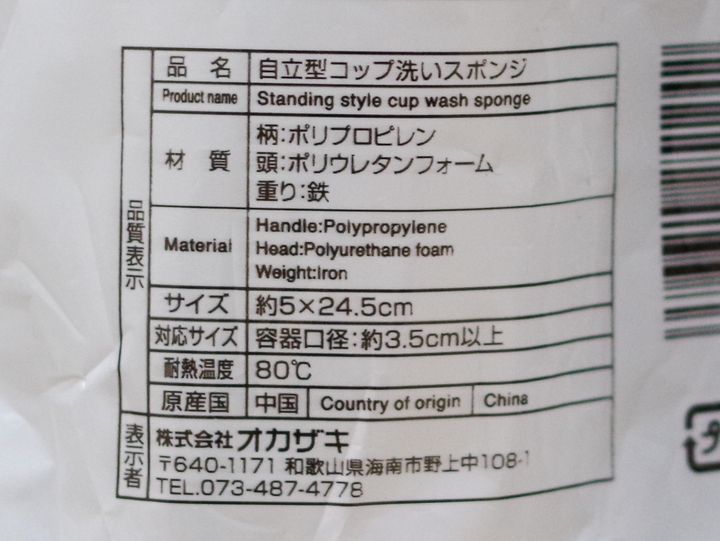 品質表示
品名 自立型コップ洗いスポンジ
Product name Standing style cup wash sponge
材質 柄:ポリプロピレン
頭:ポリウレタンフォーム
重り:鉄
Material Handle:Polypropylene
Head:Polyurethane foam
Weight:Iron
サイズ 約5×24.5cm
対応サイズ 容器口径:約3.5cm以上
耐熱温度 80℃
原産国 中国 Country of origin China
表示者
株式会社オカザキ
〒640-1171 和歌山県海南市野上中108-1
TEL.073-487-4778